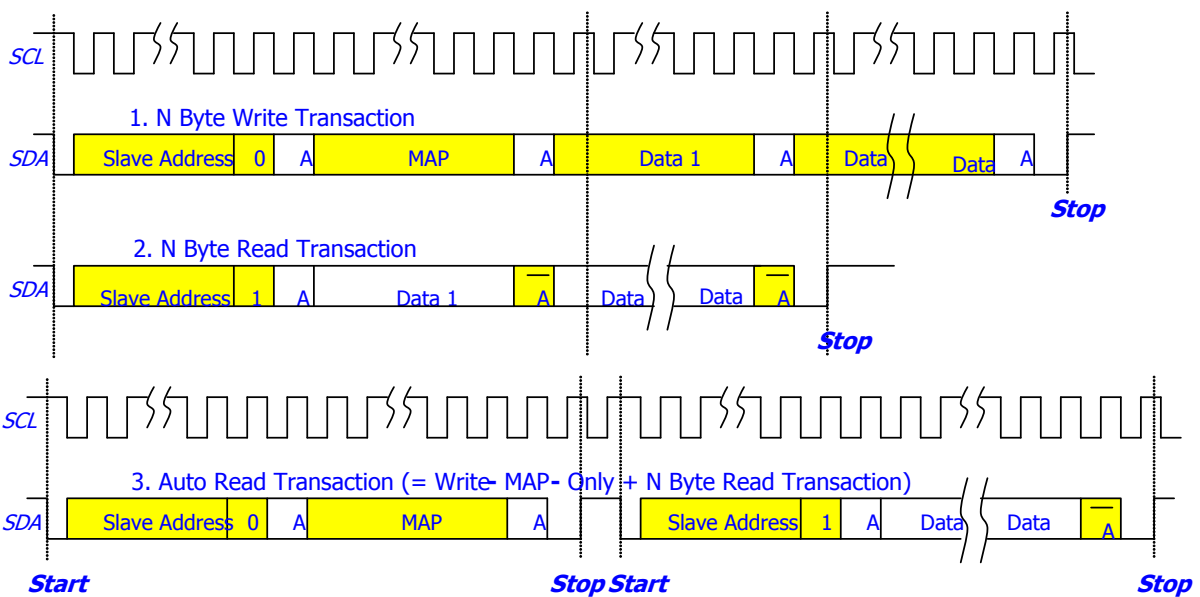 SCL
1. N Byte Write Transaction
SDA Slave Address 0 A MAP A Data 1 A Data Data A
Stop
2. N Byte Read Transaction
SDA Slave Address 1 A Data 1 A Data Data A
Stop
SCL
3. Auto Read Transaction (= Write- MAP- Only + N Byte Read Transaction)
SDA Slave Address 0 A MAP A Slave Address 1 A Data Data A
Start Stop Start Stop